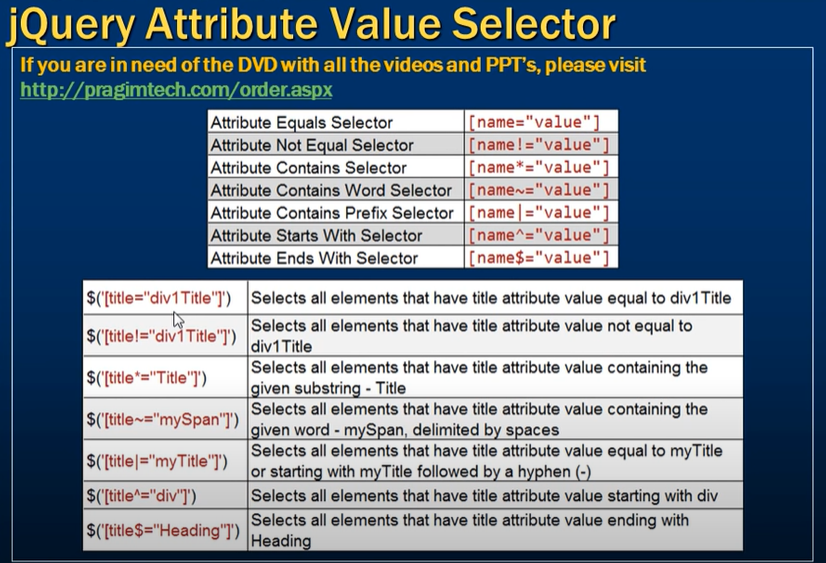 jQuery Attribute Value Selector
If you are in need of the DVD with all the videos and PPT's, please visit
http://pragimtech.com/order.aspx
Attribute Equals Selector [name="value"]
Attribute Not Equal Selector [name!="value"]
Attribute Contains Selector [name*="value"]
Attribute Contains Word Selector [name~="value"]
Attribute Contains Prefix Selector [name|="value"]
Attribute Starts With Selector [name^="value"]
Attribute Ends With Selector [name$="value"]
$('[title="div1Title"]') Selects all elements that have title attribute value equal to div1Title
$('[title!="div1Title"]') Selects all elements that have title attribute value not equal to
div1Title
$('[title*="Title"]') Selects all elements that have title attribute value containing the
given substring - Title
$('[title~="mySpan"]') Selects all elements that have title attribute value containing the
given word - mySpan, delimited by spaces
$('[title|="myTitle"]') Selects all elements that have title attribute value equal to myTitle
or starting with myTitle followed by a hyphen (-)
$('[title^="div"]') Selects all elements that have title attribute value starting with div
$('[title$="Heading"]') Selects all elements that have title attribute value ending with
Heading